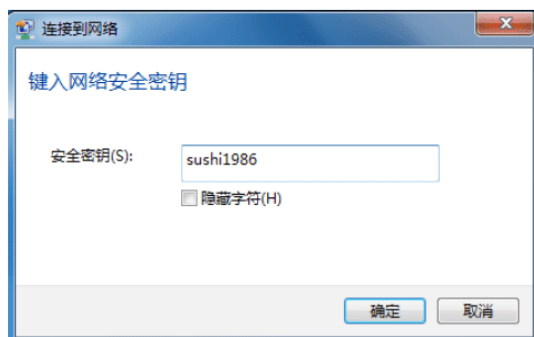 连接到网络
键入网络安全密钥
安全密钥(S):
sushi1986
隐藏字符(H)
确定
取消